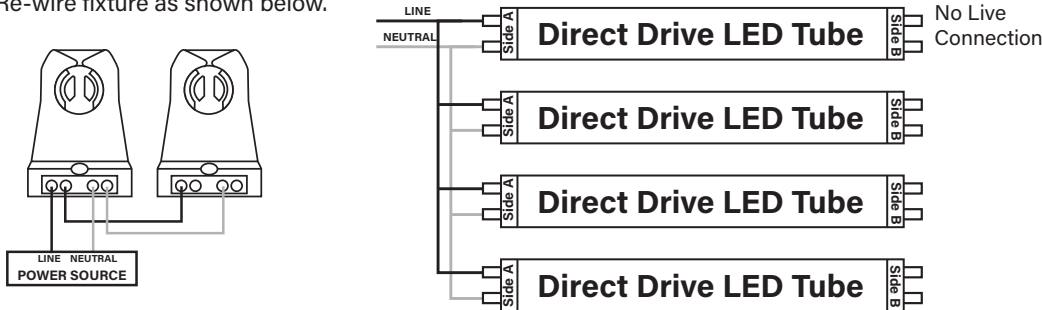 Re-wire fixture as shown below.
LINE NEUTRAL
POWER SOURCE
LINE
NEUTRAL
Side A
Direct Drive LED Tube
Side B
No Live
Connection
Side A
Direct Drive LED Tube
Side B
Side A
Direct Drive LED Tube
Side B
Side A
Direct Drive LED Tube
Side B